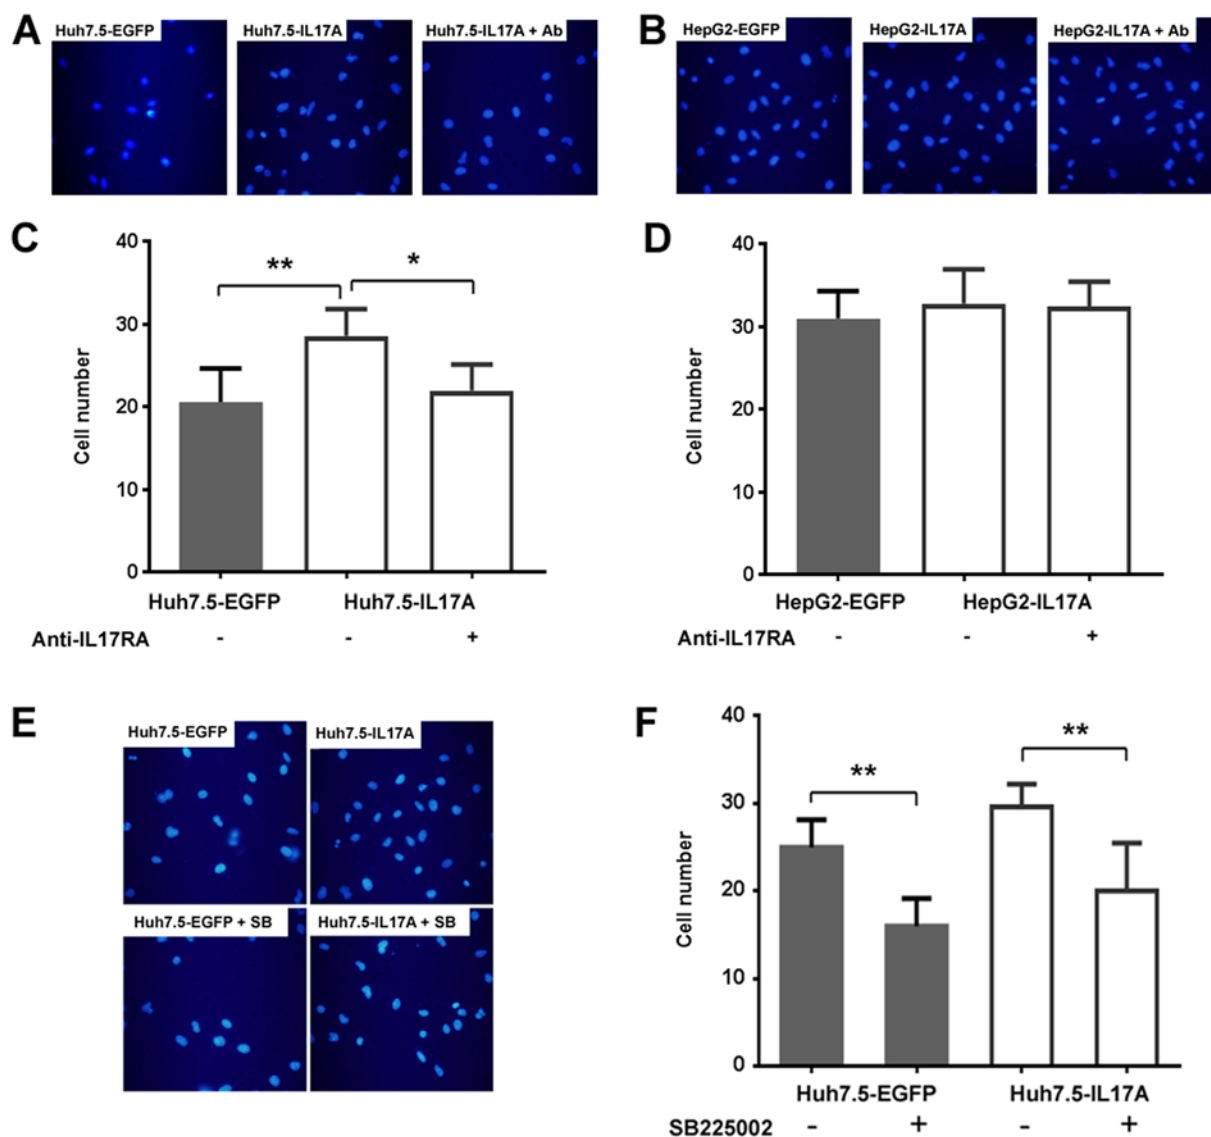 A
Huh7.5-EGFP
Huh7.5-IL17A
Huh7.5-IL17A + Ab
B
HepG2-EGFP
HepG2-IL17A
HepG2-IL17A + Ab
C
Cell number
40
30
20
10
0
**
*
Huh7.5-EGFP
Huh7.5-IL17A
Anti-IL17RA - - +
D
Cell number
40
30
20
10
0
HepG2-EGFP
HepG2-IL17A
Anti-IL17RA - - +
E
Huh7.5-EGFP
Huh7.5-IL17A
Huh7.5-EGFP + SB
Huh7.5-IL17A + SB
F
Cell number
40
30
20
10
0
**
**
Huh7.5-EGFP
Huh7.5-IL17A
SB225002 - + - +